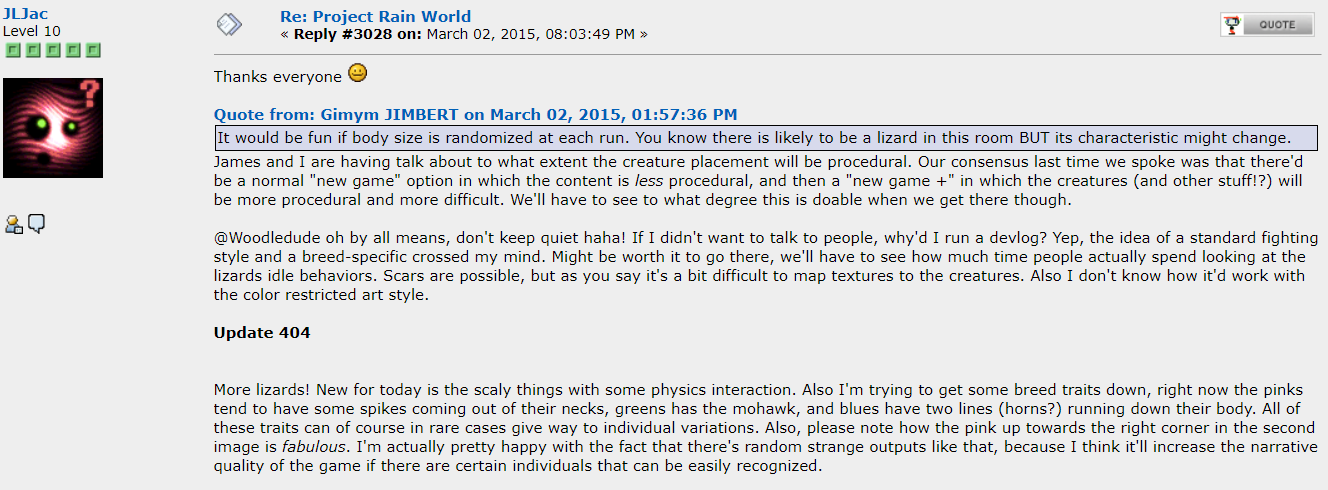 JLJac
Level 10
Re: Project Rain World
« Reply #3028 on: March 02, 2015, 08:03:49 PM »
QUOTE
Thanks everyone
Quote from: Gimym JIMBERT on March 02, 2015, 01:57:36 PM
It would be fun if body size is randomized at each run. You know there is likely to be a lizard in this room BUT its characteristic might change.
James and I are having talk about to what extent the creature placement will be procedural. Our consensus last time we spoke was that there'd
be a normal "new game" option in which the content is less procedural, and then a "new game +" in which the creatures (and other stuff!?) will
be more procedural and more difficult. We'll have to see to what degree this is doable when we get there though.
@Woodledude oh by all means, don't keep quiet haha! If I didn't want to talk to people, why'd I run a devlog? Yep, the idea of a standard fighting
style and a breed-specific crossed my mind. Might be worth it to go there, we'll have to see how much time people actually spend looking at the
lizards idle behaviors. Scars are possible, but as you say it's a bit difficult to map textures to the creatures. Also I don't know how it'd work with
the color restricted art style.
Update 404
More lizards! New for today is the scaly things with some physics interaction. Also I'm trying to get some breed traits down, right now the pinks
tend to have some spikes coming out of their necks, greens has the mohawk, and blues have two lines (horns?) running down their body. All of
these traits can of course in rare cases give way to individual variations. Also, please note how the pink up towards the right corner in the second
image is fabulous. I'm actually pretty happy with the fact that there's random strange outputs like that, because I think it'll increase the narrative
quality of the game if there are certain individuals that can be easily recognized.